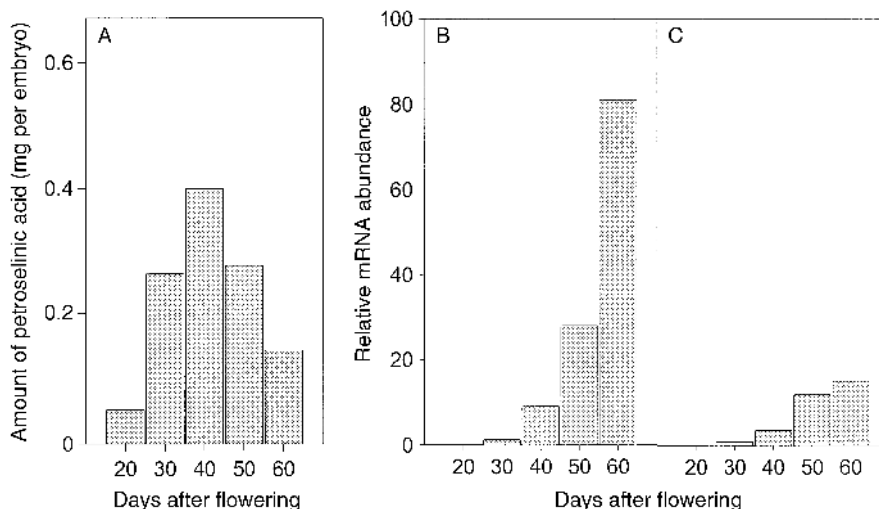 A
Amount of petroselinic acid (mg per embryo)
0.6
0.4
0.2
0
20 30 40 50 60
Days after flowering
B
C
Relative mRNA abundance
100
80
60
40
20
0
20 30 40 50 60
20 30 40 50 60
Days after flowering